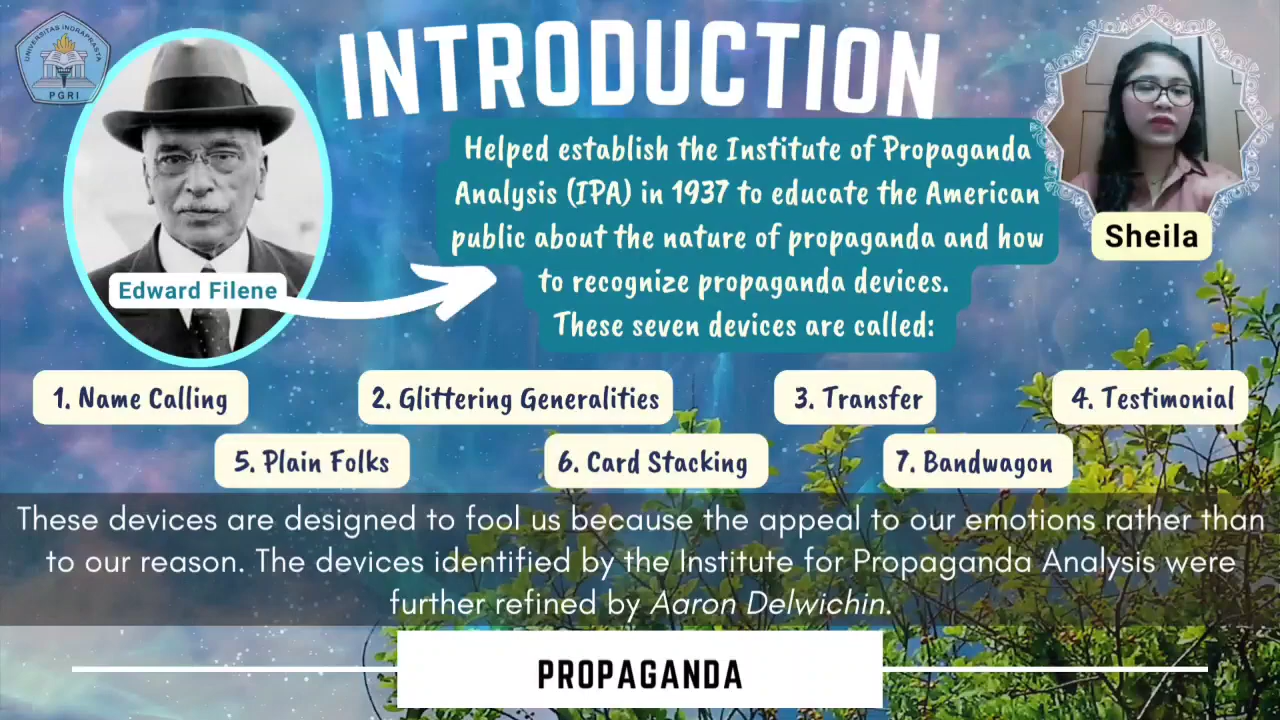 UNIVERSITAS INDRAPRASTA
PGRI
INTRODUCTION
Helped establish the Institute of Propaganda
Analysis (IPA) in 1937 to educate the American
public about the nature of propaganda and how
to recognize propaganda devices.
These seven devices are called:
Edward Filene
Sheila
1. Name Calling
2. Glittering Generalities
3. Transfer
4. Testimonial
5. Plain Folks
6. Card Stacking
7. Bandwagon
These devices are designed to fool us because the appeal to our emotions rather than
to our reason. The devices identified by the Institute for Propaganda Analysis were
further refined by Aaron Delwichin.
PROPAGANDA